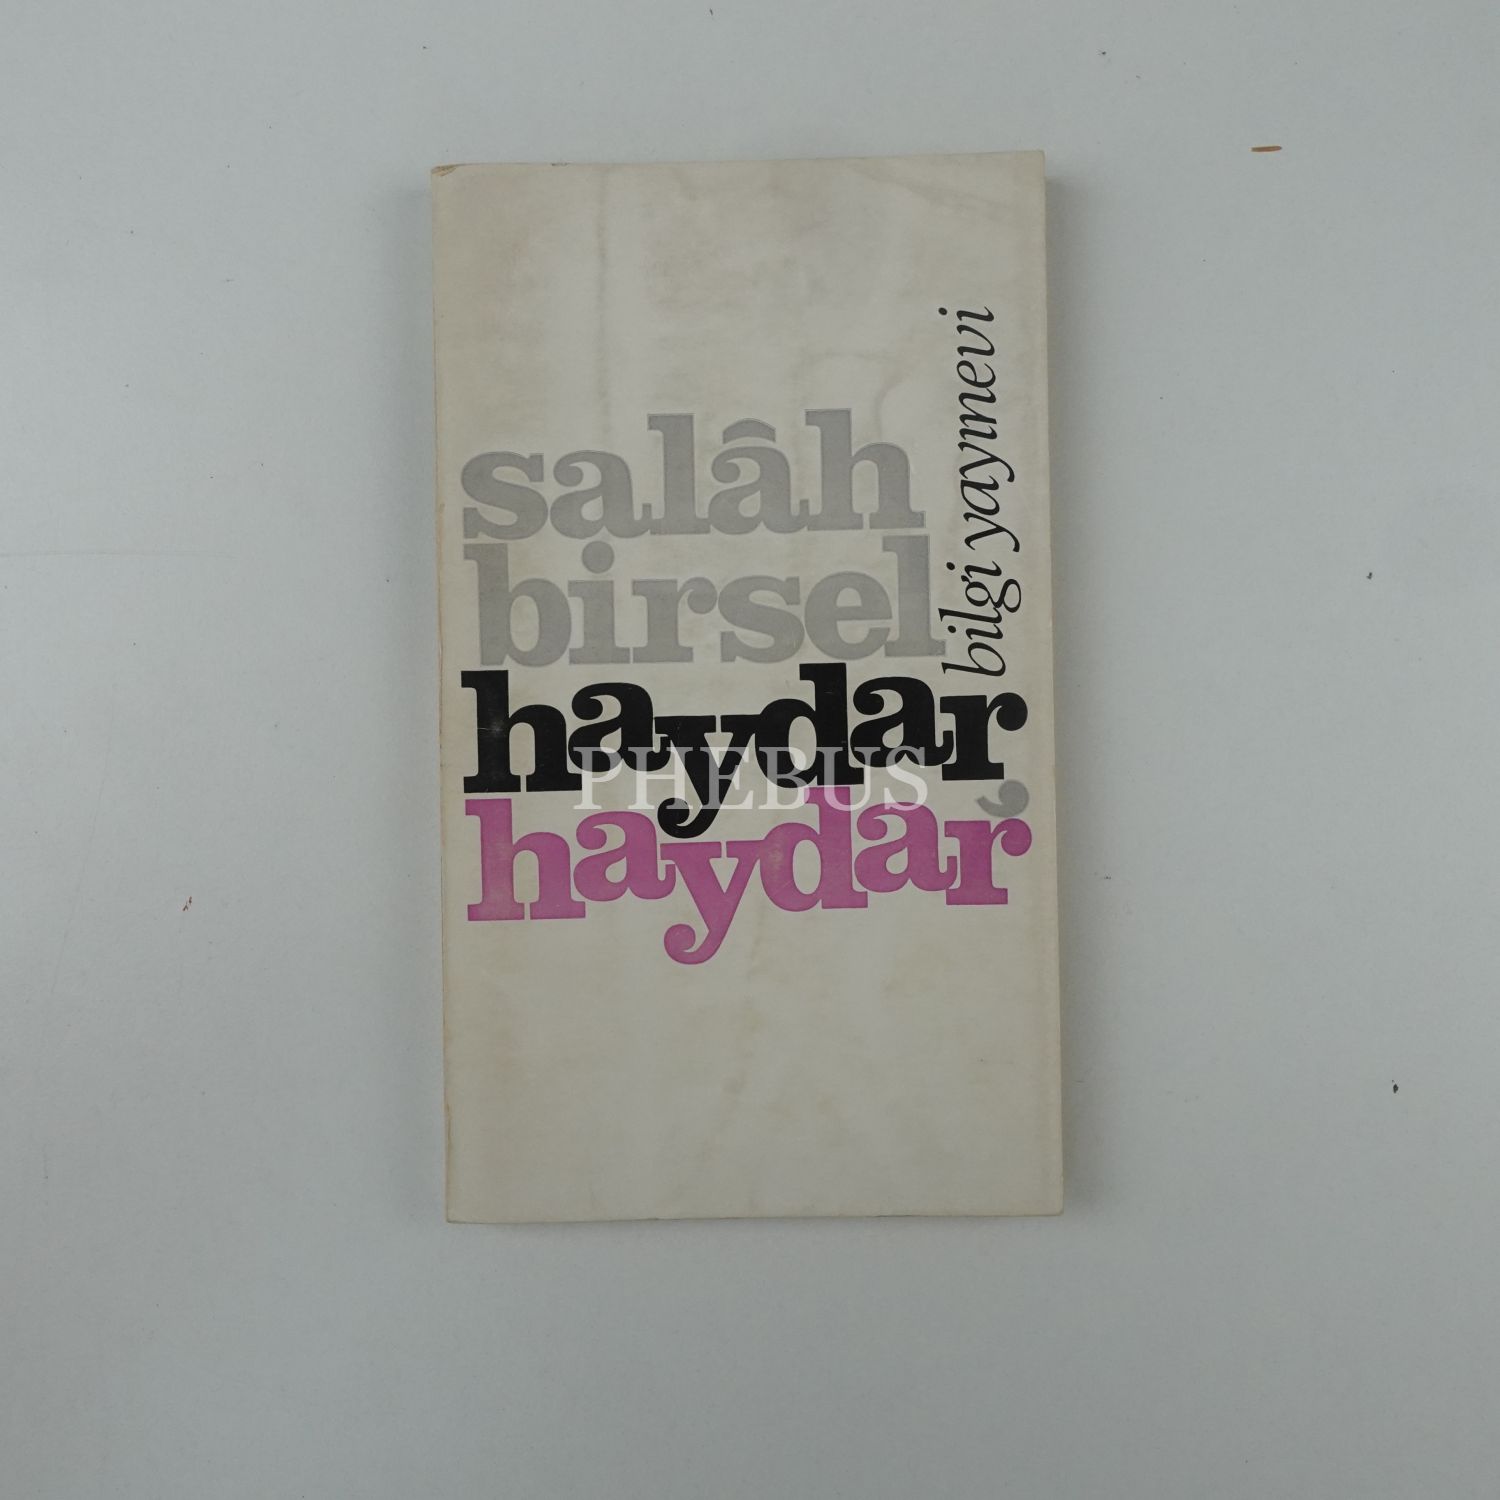 salâh
birsel
haydar,
haydar
bilgi yayınevi
PHEBUS